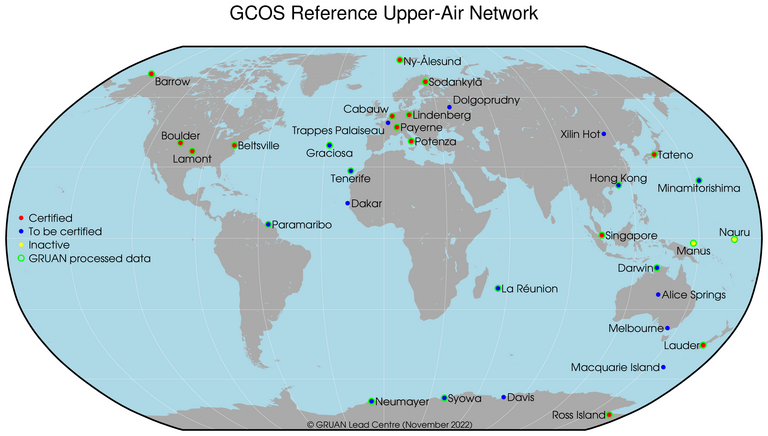 GCOS Reference Upper-Air Network
Ny-Ålesund
Barrow
Sodankylä
Dolgoprudny
Cabauw
Lindenberg
Trappes Palaiseau
Payerne
Xilin Hot
Boulder
Beltsville
Potenza
Lamont
Graciosa
Tateno
Tenerife
Hong Kong
Minamitorishima
Dakar
Certified
To be certified
Inactive
GRUAN processed data
Paramaribo
Singapore
Nauru
Manus
Darwin
La Réunion
Alice Springs
Melbourne
Lauder
Macquarie Island
Neumayer
Syowa
Davis
Ross Island
© GRUAN Lead Centre (November 2022)